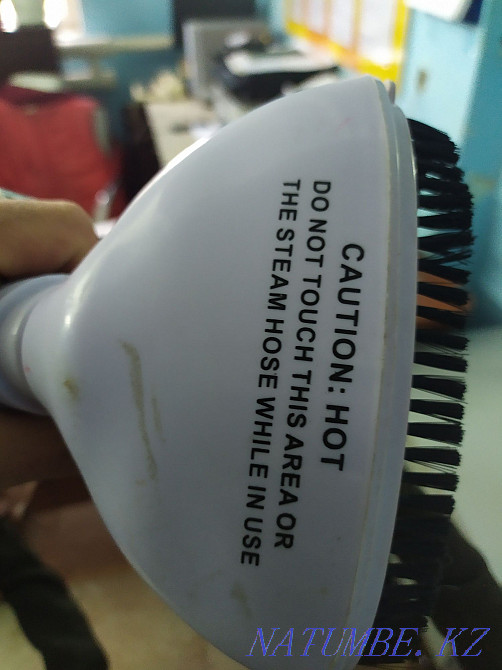 CAUTION: HOT
DO NOT TOUCH THIS AREA OR
THE STEAM HOSE WHILE IN USE
NATUMBE.KZ